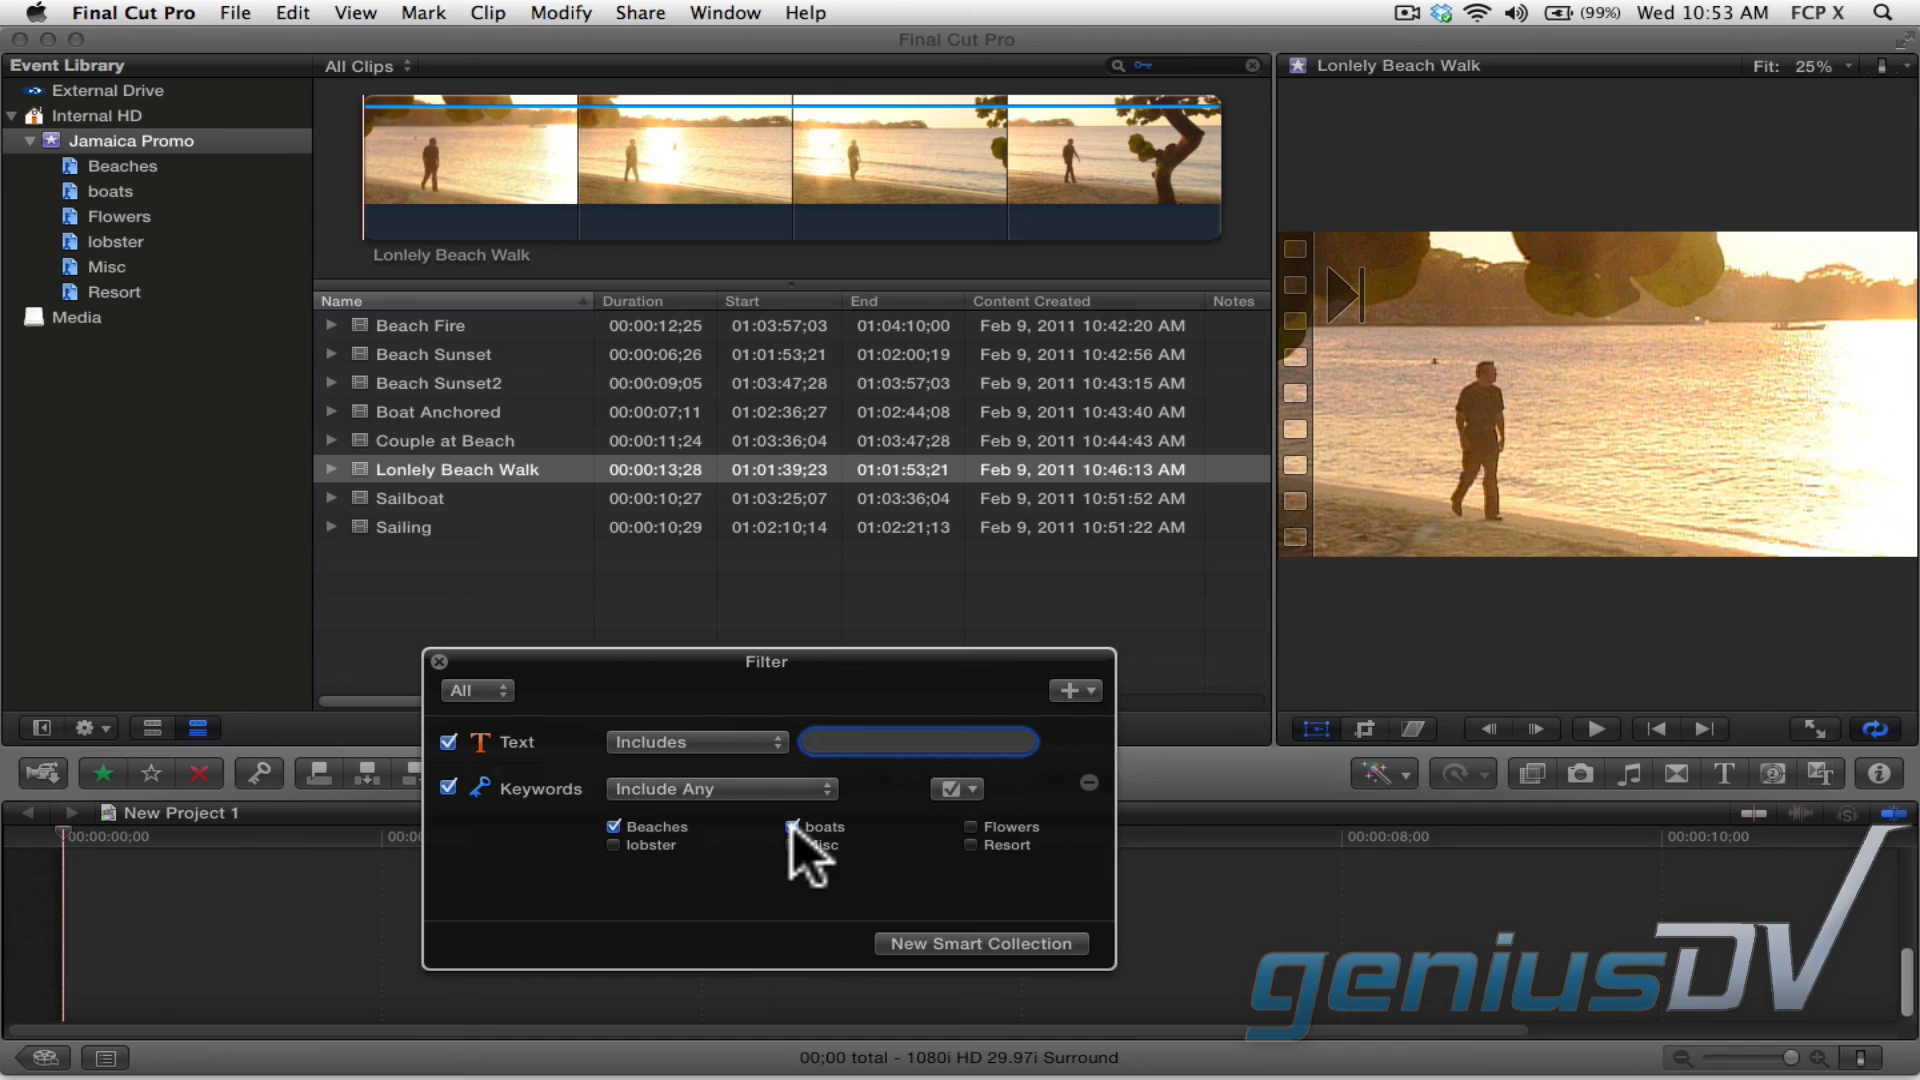 Final Cut Pro File Edit View Mark Clip Modify Share Window Help (99%) Wed 10:53 AM FCP X
Final Cut Pro
Event Library
All Clips
Lonlely Beach Walk
Fit: 25%
External Drive
Internal HD
Jamaica Promo
Beaches
boats
Flowers
lobster
Misc
Resort
Media
Lonlely Beach Walk
Name Duration Start End Content Created Notes
Beach Fire 00:00:12;25 01:03:57;03 01:04:10;00 Feb 9, 2011 10:42:20 AM
Beach Sunset 00:00:06;26 01:01:53;21 01:02:00;19 Feb 9, 2011 10:42:56 AM
Beach Sunset2 00:00:09;05 01:03:47;28 01:03:57;03 Feb 9, 2011 10:43:15 AM
Boat Anchored 00:00:07;11 01:02:36;27 01:02:44;08 Feb 9, 2011 10:43:40 AM
Couple at Beach 00:00:11;24 01:03:36;04 01:03:47;28 Feb 9, 2011 10:44:43 AM
Lonlely Beach Walk 00:00:13;28 01:01:39;23 01:01:53;21 Feb 9, 2011 10:46:13 AM
Sailboat 00:00:10;27 01:03:25;07 01:03:36;04 Feb 9, 2011 10:51:52 AM
Sailing 00:00:10;29 01:02:10;14 01:02:21;13 Feb 9, 2011 10:51:22 AM
Filter
All
Text Includes
Keywords Include Any
Beaches boats Flowers
lobster Resort
New Smart Collection
New Project 1
00:00:00;00 00:00:08;00 00:00:10;00
geniusDV
00;00 total - 1080i HD 29.97i Surround